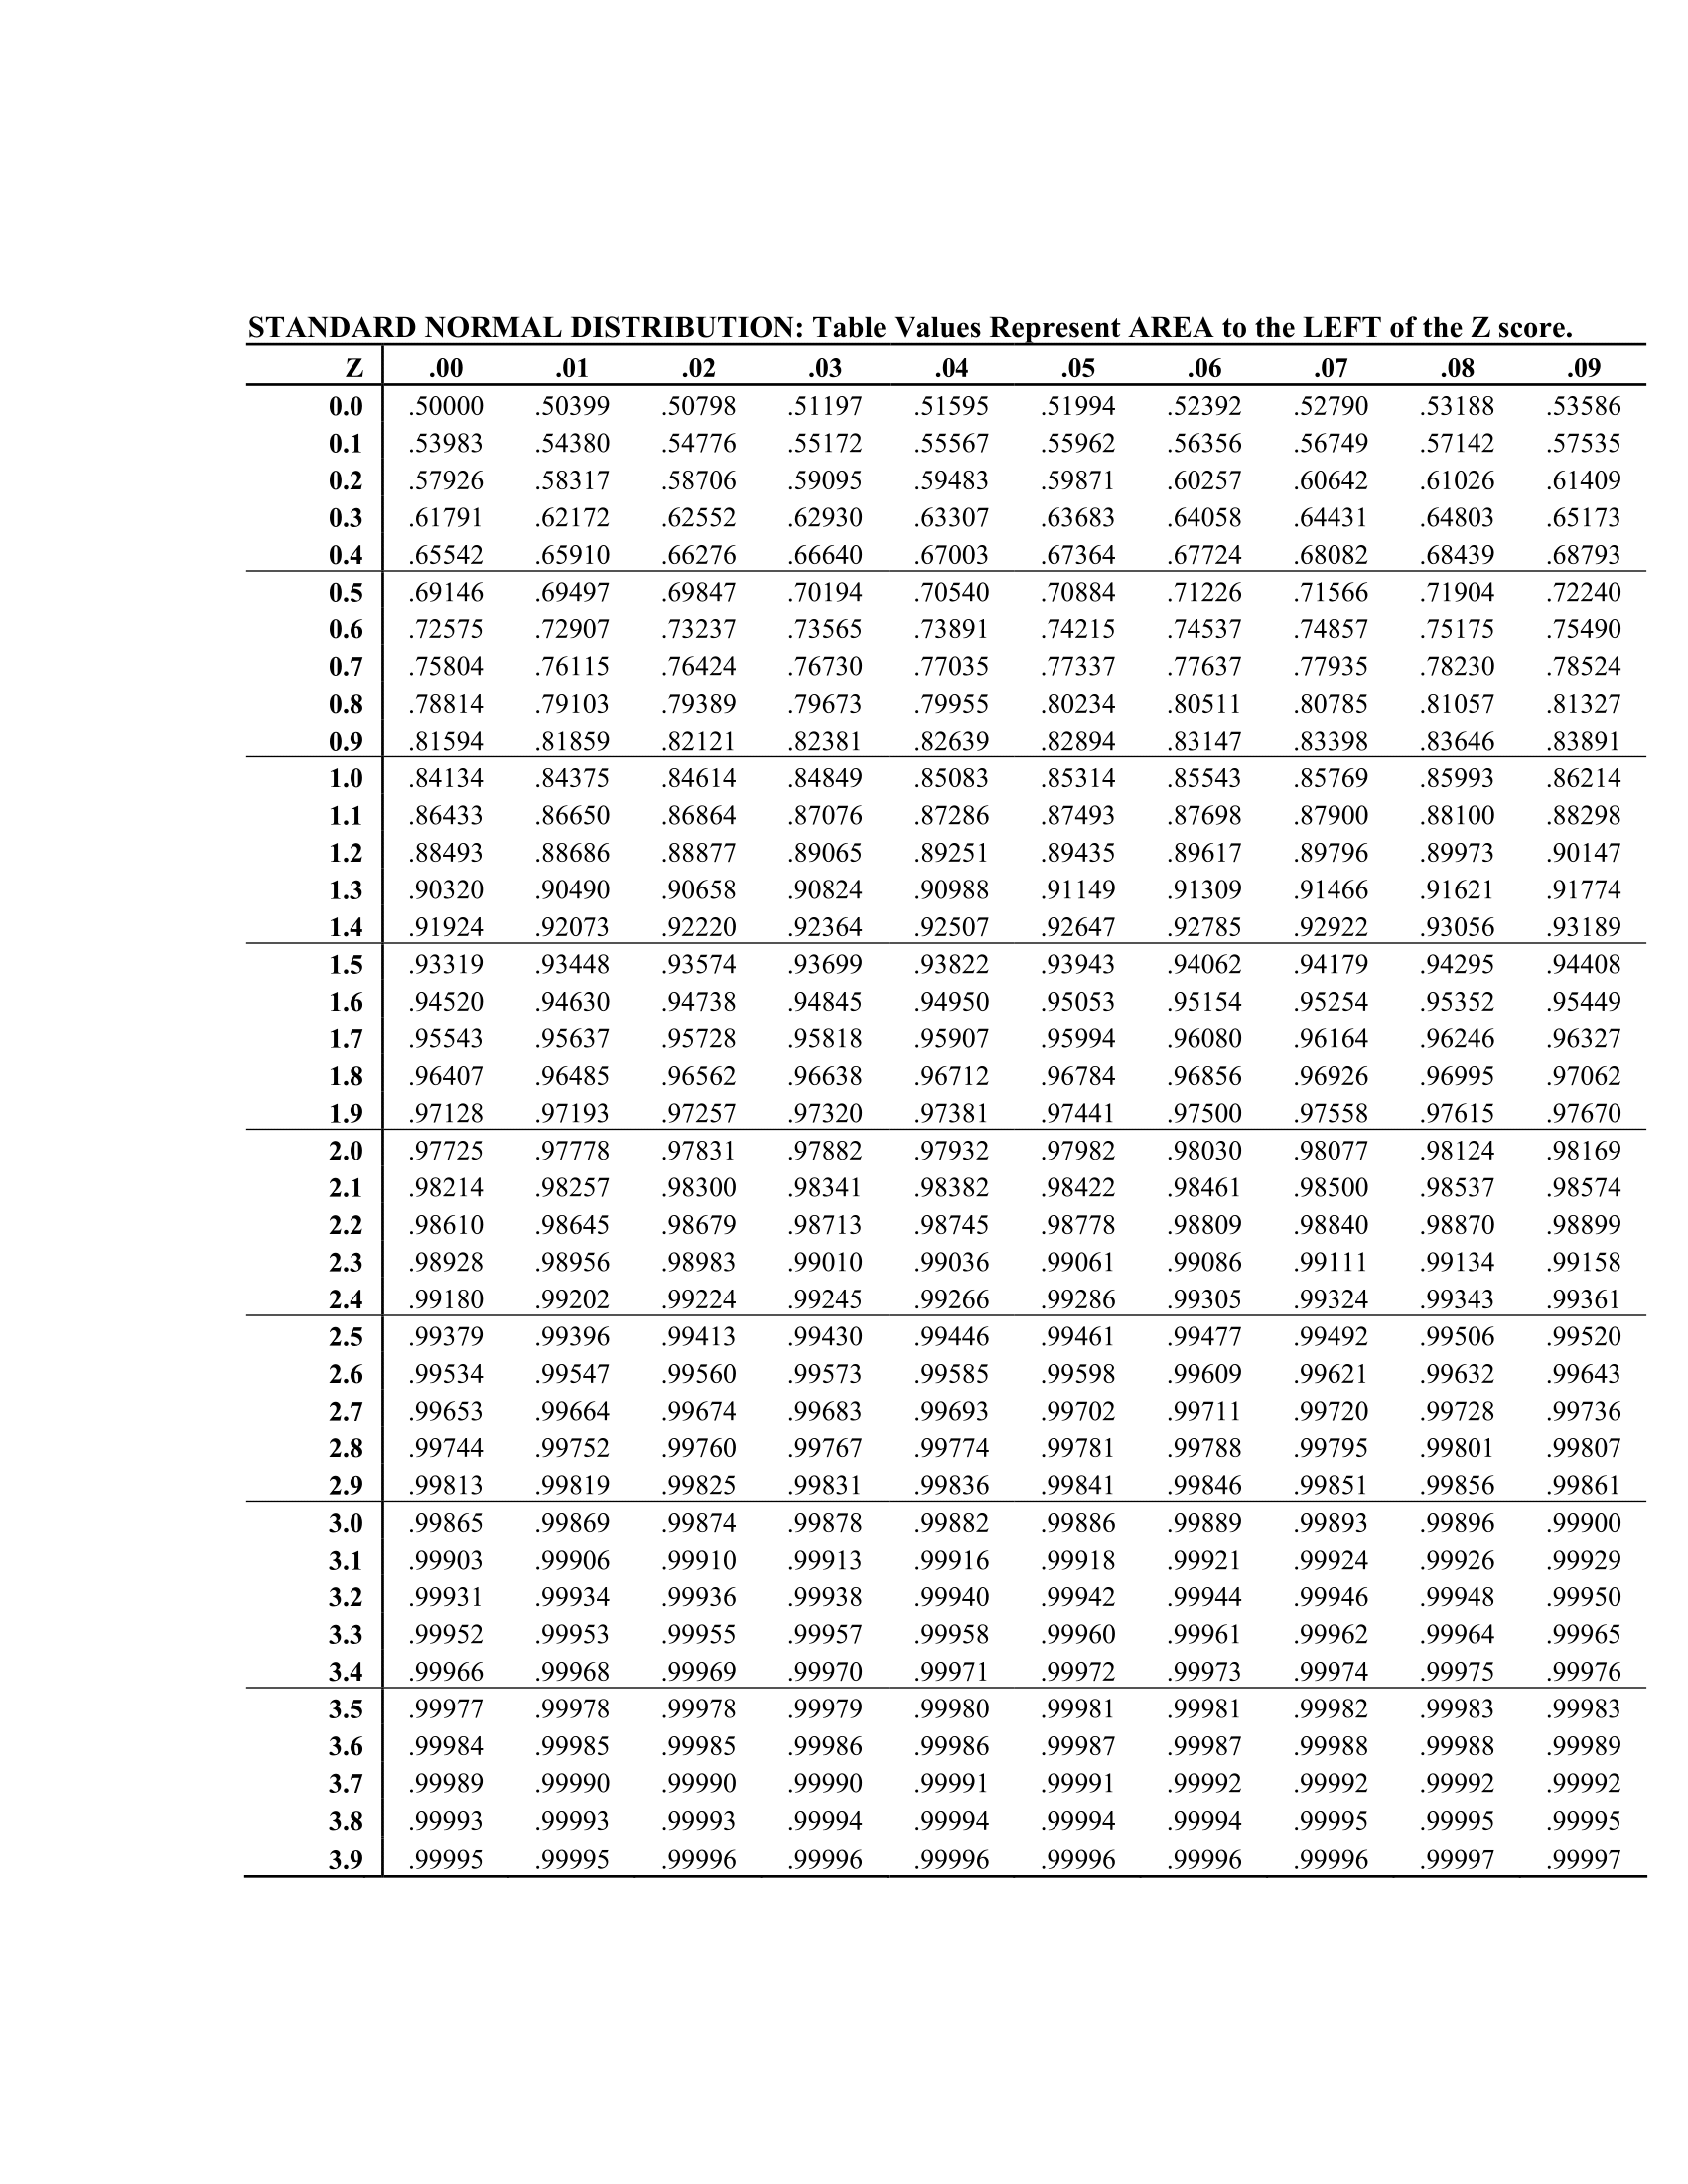 STANDARD NORMAL DISTRIBUTION: Table Values Represent AREA to the LEFT of the Z score.
Z .00 .01 .02 .03 .04 .05 .06 .07 .08 .09
0.0 .50000 .50399 .50798 .51197 .51595 .51994 .52392 .52790 .53188 .53586
0.1 .53983 .54380 .54776 .55172 .55567 .55962 .56356 .56749 .57142 .57535
0.2 .57926 .58317 .58706 .59095 .59483 .59871 .60257 .60642 .61026 .61409
0.3 .61791 .62172 .62552 .62930 .63307 .63683 .64058 .64431 .64803 .65173
0.4 .65542 .65910 .66276 .66640 .67003 .67364 .67724 .68082 .68439 .68793
0.5 .69146 .69497 .69847 .70194 .70540 .70884 .71226 .71566 .71904 .72240
0.6 .72575 .72907 .73237 .73565 .73891 .74215 .74537 .74857 .75175 .75490
0.7 .75804 .76115 .76424 .76730 .77035 .77337 .77637 .77935 .78230 .78524
0.8 .78814 .79103 .79389 .79673 .79955 .80234 .80511 .80785 .81057 .81327
0.9 .81594 .81859 .82121 .82381 .82639 .82894 .83147 .83398 .83646 .83891
1.0 .84134 .84375 .84614 .84849 .85083 .85314 .85543 .85769 .85993 .86214
1.1 .86433 .86650 .86864 .87076 .87286 .87493 .87698 .87900 .88100 .88298
1.2 .88493 .88686 .88877 .89065 .89251 .89435 .89617 .89796 .89973 .90147
1.3 .90320 .90490 .90658 .90824 .90988 .91149 .91309 .91466 .91621 .91774
1.4 .91924 .92073 .92220 .92364 .92507 .92647 .92785 .92922 .93056 .93189
1.5 .93319 .93448 .93574 .93699 .93822 .93943 .94062 .94179 .94295 .94408
1.6 .94520 .94630 .94738 .94845 .94950 .95053 .95154 .95254 .95352 .95449
1.7 .95543 .95637 .95728 .95818 .95907 .95994 .96080 .96164 .96246 .96327
1.8 .96407 .96485 .96562 .96638 .96712 .96784 .96856 .96926 .96995 .97062
1.9 .97128 .97193 .97257 .97320 .97381 .97441 .97500 .97558 .97615 .97670
2.0 .97725 .97778 .97831 .97882 .97932 .97982 .98030 .98077 .98124 .98169
2.1 .98214 .98257 .98300 .98341 .98382 .98422 .98461 .98500 .98537 .98574
2.2 .98610 .98645 .98679 .98713 .98745 .98778 .98809 .98840 .98870 .98899
2.3 .98928 .98956 .98983 .99010 .99036 .99061 .99086 .99111 .99134 .99158
2.4 .99180 .99202 .99224 .99245 .99266 .99286 .99305 .99324 .99343 .99361
2.5 .99379 .99396 .99413 .99430 .99446 .99461 .99477 .99492 .99506 .99520
2.6 .99534 .99547 .99560 .99573 .99585 .99598 .99609 .99621 .99632 .99643
2.7 .99653 .99664 .99674 .99683 .99693 .99702 .99711 .99720 .99728 .99736
2.8 .99744 .99752 .99760 .99767 .99774 .99781 .99788 .99795 .99801 .99807
2.9 .99813 .99819 .99825 .99831 .99836 .99841 .99846 .99851 .99856 .99861
3.0 .99865 .99869 .99874 .99878 .99882 .99886 .99889 .99893 .99896 .99900
3.1 .99903 .99906 .99910 .99913 .99916 .99918 .99921 .99924 .99926 .99929
3.2 .99931 .99934 .99936 .99938 .99940 .99942 .99944 .99946 .99948 .99950
3.3 .99952 .99953 .99955 .99957 .99958 .99960 .99961 .99962 .99964 .99965
3.4 .99966 .99968 .99969 .99970 .99971 .99972 .99973 .99974 .99975 .99976
3.5 .99977 .99978 .99978 .99979 .99980 .99981 .99981 .99982 .99983 .99983
3.6 .99984 .99985 .99985 .99986 .99986 .99987 .99987 .99988 .99988 .99989
3.7 .99989 .99990 .99990 .99990 .99991 .99991 .99992 .99992 .99992 .99992
3.8 .99993 .99993 .99993 .99994 .99994 .99994 .99994 .99995 .99995 .99995
3.9 .99995 .99995 .99996 .99996 .99996 .99996 .99996 .99996 .99997 .99997